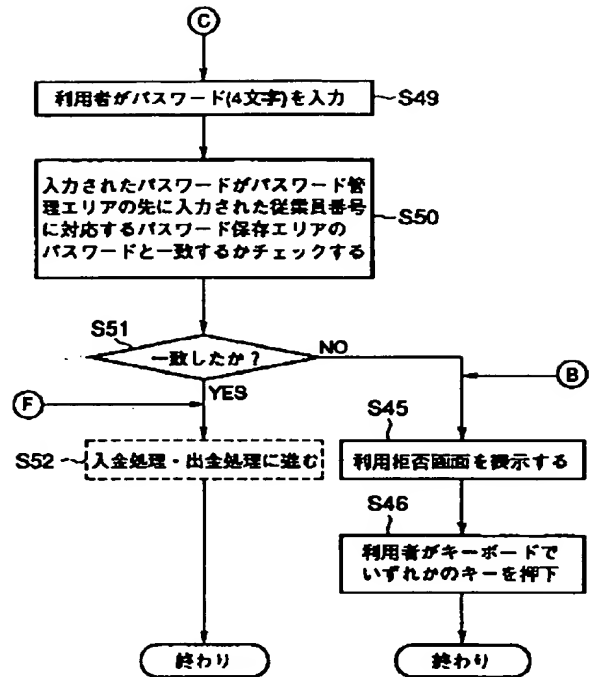 C
利用者がパスワード(4文字)を入力
S49
入力されたパスワードがパスワード管
理エリアの先に入力された従業員番号
に対応するパスワード保存エリアの
パスワードと一致するかチェックする
S50
S51
一致したか?
NO
YES
F
B
S52
入金処理・出金処理に進む
S45
利用拒否画面を表示する
S46
利用者がキーボードで
いずれかのキーを押下
終わり
終わり